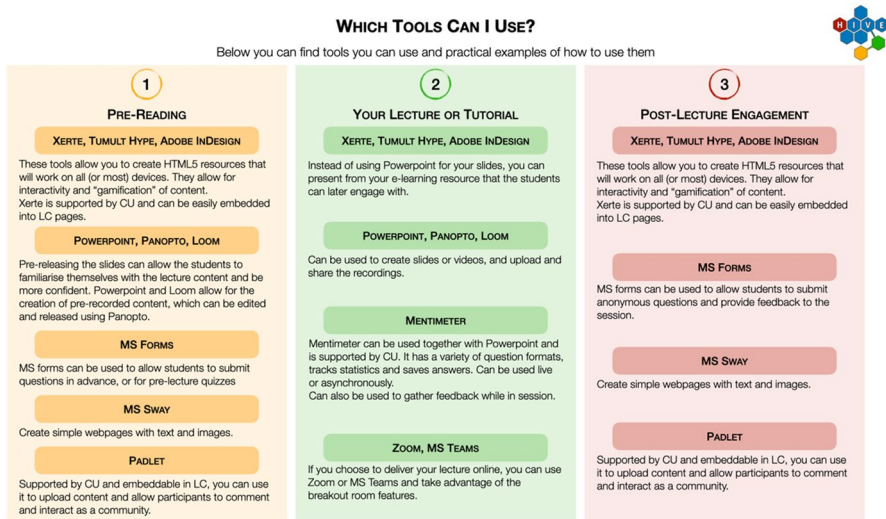 WHICH TOOLS CAN I USE?
HIVE
Below you can find tools you can use and practical examples of how to use them
1
PRE-READING
XERTE, TUMULT HYPE, ADOBE INDESIGN
These tools allow you to create HTML5 resources that
will work on all (or most) devices. They allow for
interactivity and “gamification” of content.
Xerte is supported by CU and can be easily embedded
into LC pages.
POWERPOINT, PANOPTO, LOOM
Pre-releasing the slides can allow the students to
familiarise themselves with the lecture content and be
more confident. Powerpoint and Loom allow for the
creation of pre-recorded content, which can be edited
and released using Panopto.
MS FORMS
MS forms can be used to allow students to submit
questions in advance, or for pre-lecture quizzes
MS SWAY
Create simple webpages with text and images.
PADLET
Supported by CU and embeddable in LC, you can use
it to upload content and allow participants to comment
and interact as a community.
2
YOUR LECTURE OR TUTORIAL
XERTE, TUMULT HYPE, ADOBE INDESIGN
Instead of using Powerpoint for your slides, you can
present from your e-learning resource that the students
can later engage with.
POWERPOINT, PANOPTO, LOOM
Can be used to create slides or videos, and upload and
share the recordings.
MENTIMETER
Mentimeter can be used together with Powerpoint and
is supported by CU. It has a variety of question formats,
tracks statistics and saves answers. Can be used live
or asynchronously.
Can also be used to gather feedback while in session.
ZOOM, MS TEAMS
If you choose to deliver your lecture online, you can use
Zoom or MS Teams and take advantage of the
breakout room features.
3
POST-LECTURE ENGAGEMENT
XERTE, TUMULT HYPE, ADOBE INDESIGN
These tools allow you to create HTML5 resources that
will work on all (or most) devices. They allow for
interactivity and “gamification” of content.
Xerte is supported by CU and can be easily embedded
into LC pages.
MS FORMS
MS forms can be used to allow students to submit
anonymous questions and provide feedback to the
session.
MS SWAY
Create simple webpages with text and images.
PADLET
Supported by CU and embeddable in LC, you can use
it to upload content and allow participants to comment
and interact as a community.